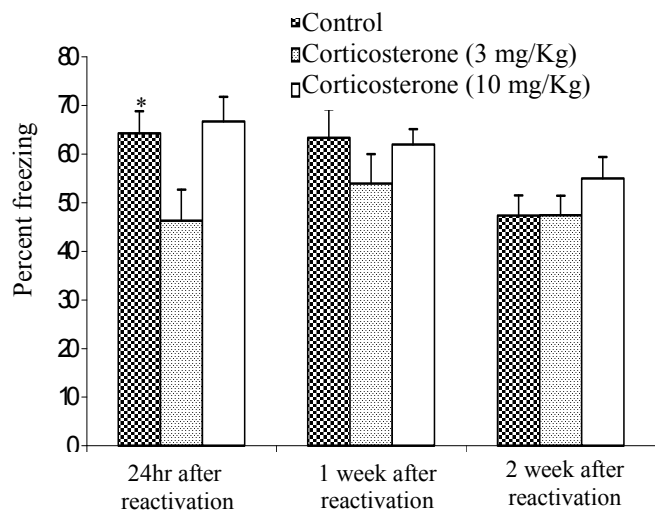 Control
Corticosterone (3 mg/Kg)
Corticosterone (10 mg/Kg)
80
70
60
50
40
30
20
10
0
Percent freezing
*
24hr after
reactivation
1 week after
reactivation
2 week after
reactivation